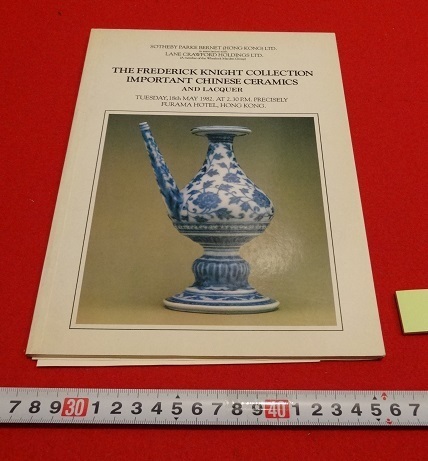 SOTHEBY PARKE BERNET (HONG KONG) LTD.
LANE CRAWFORD HOLDINGS LTD.
THE FREDERICK KNIGHT COLLECTION
IMPORTANT CHINESE CERAMICS
AND LACQUER
TUESDAY, 18th MAY 1982, AT 2.30 P.M. PRECISELY
FURAMA HOTEL, HONG KONG.
7 8 9 30 1 2 3 4 5 6 7 8 9 40 1 2 3 4 5 6 7